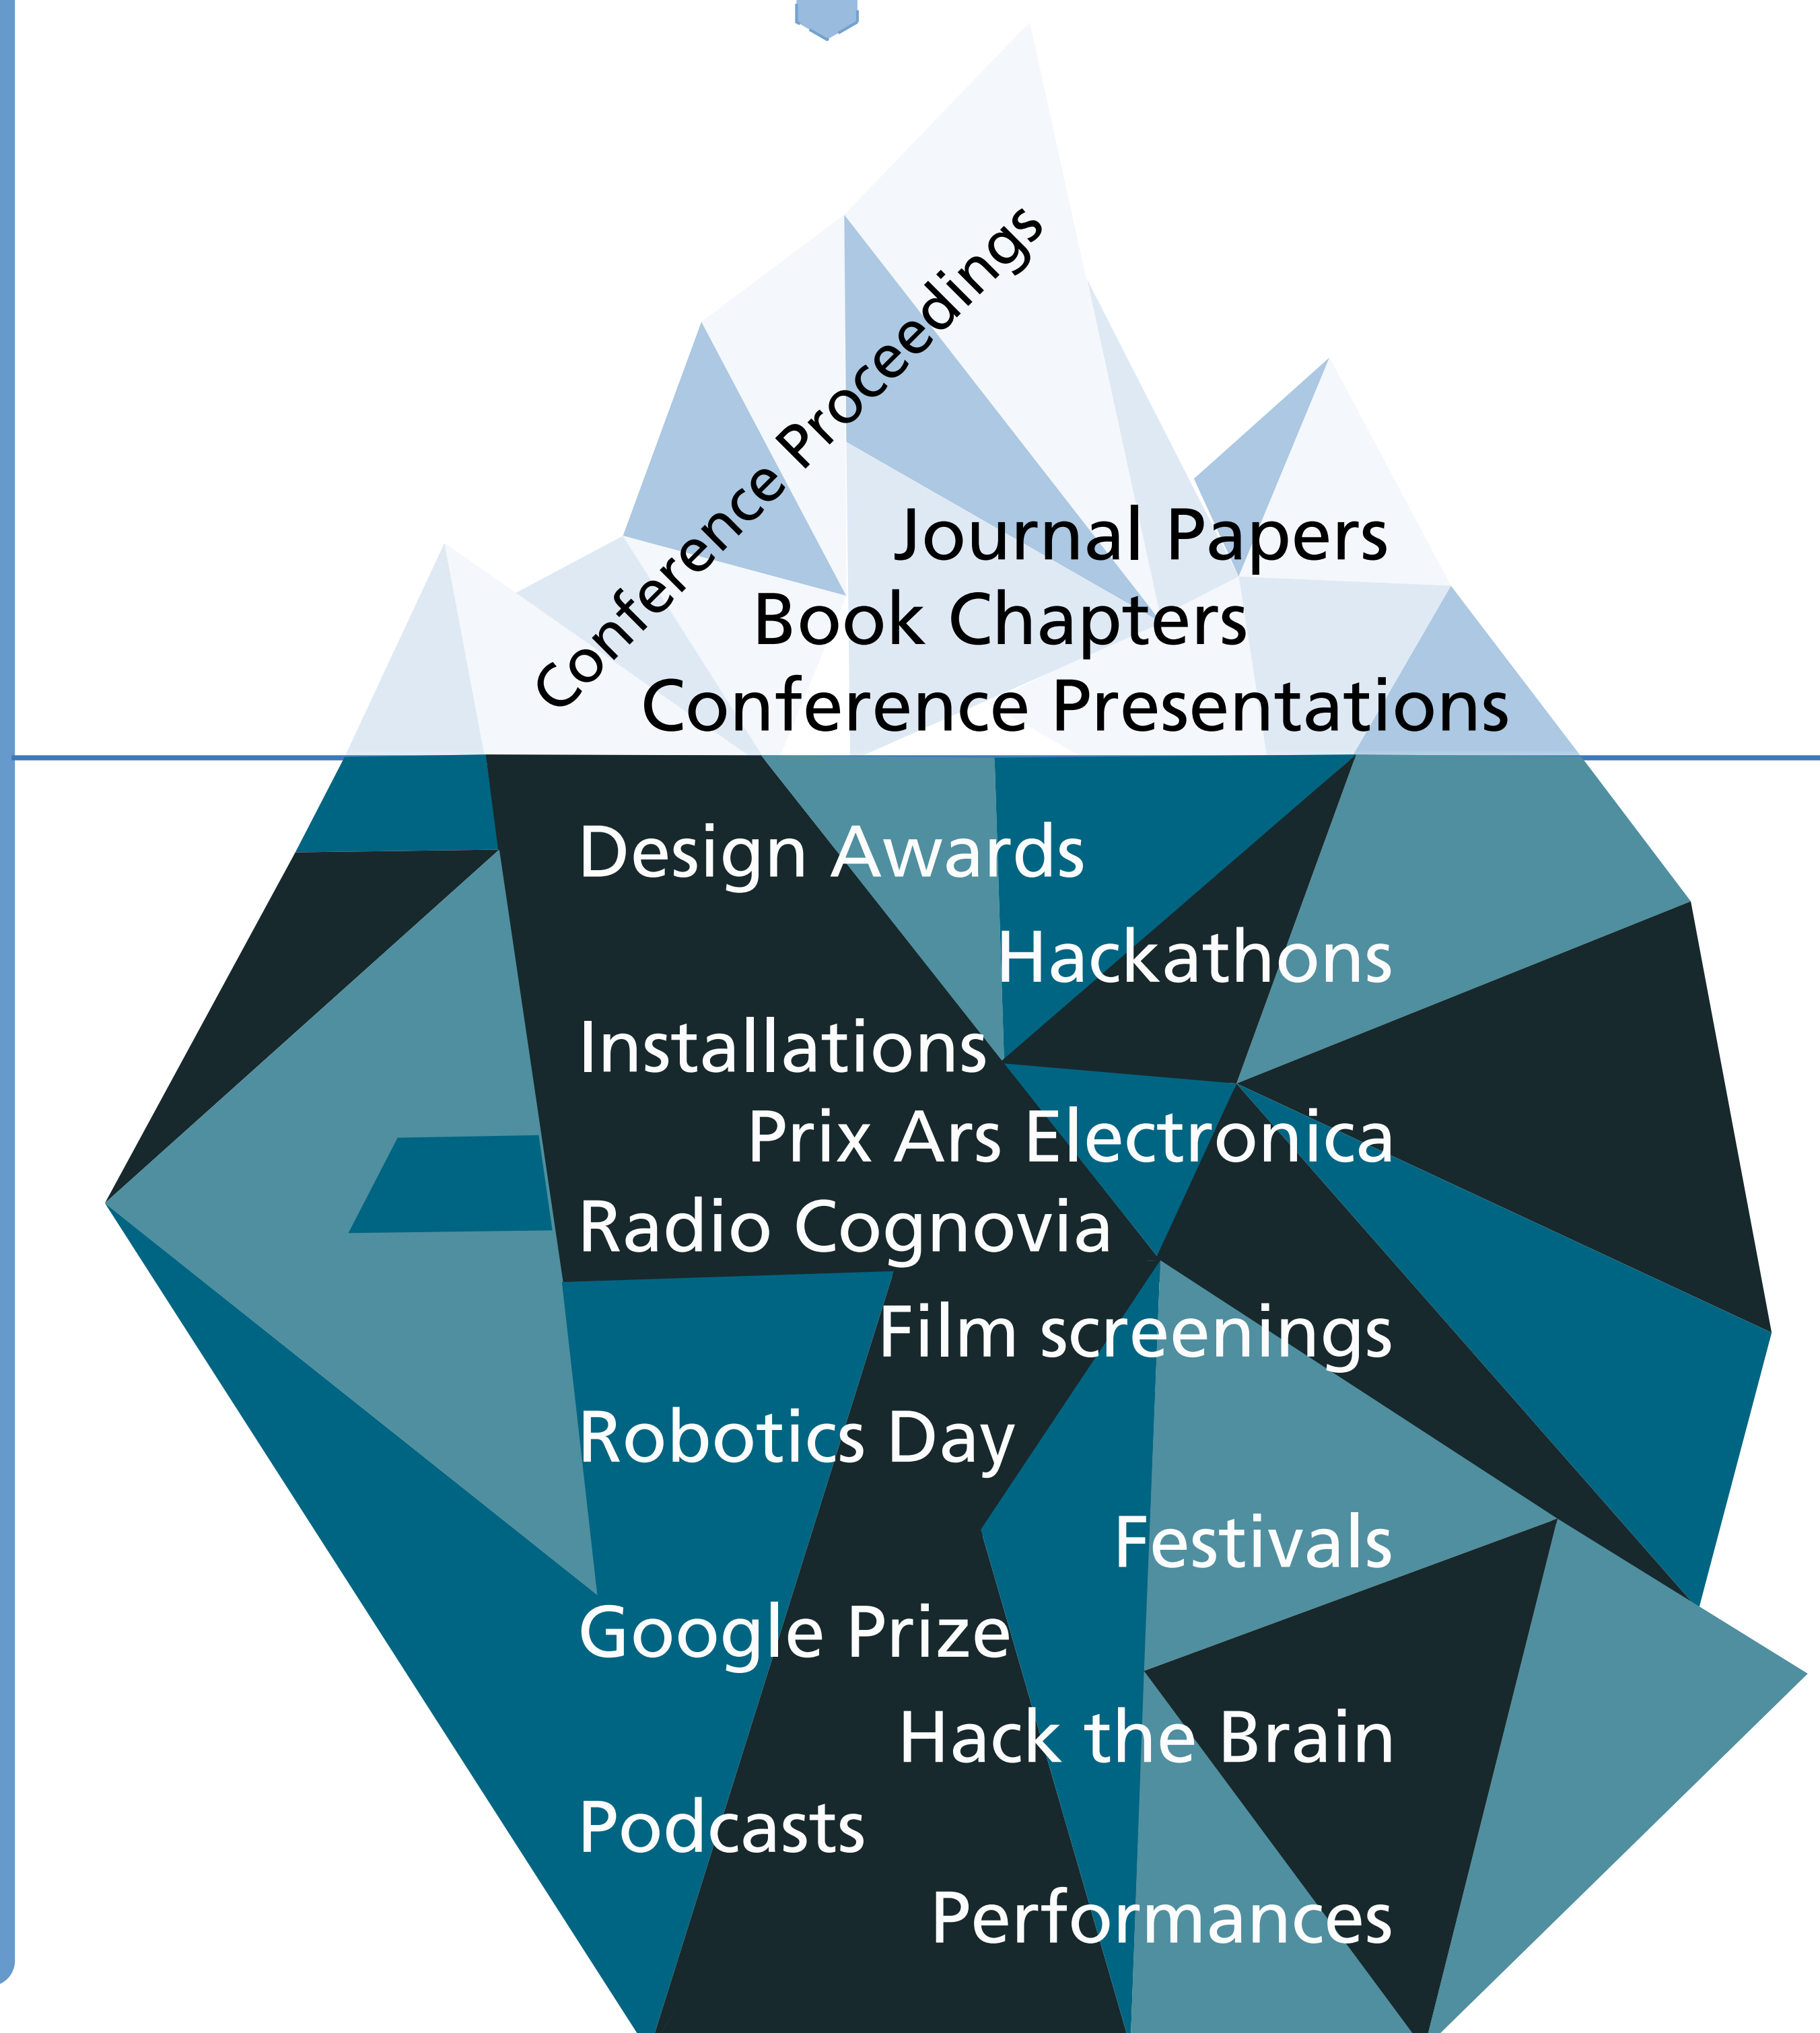 Conference Proceedings
Journal Papers
Book Chapters
Conference Presentations
Design Awards
Hackathons
Installations
Prix Ars Electronica
Radio Cognovia
Film screenings
Robotics Day
Festivals
Google Prize
Hack the Brain
Podcasts
Performances